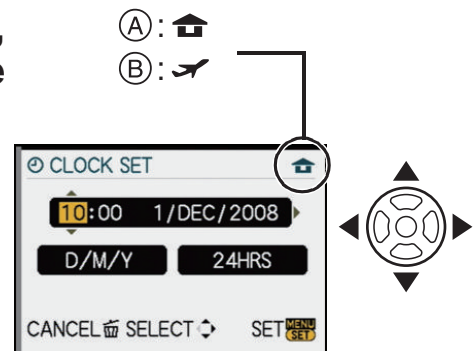 ,
e
A:
B:
CLOCK SET
10:00 1/DEC/2008
D/M/Y 24HRS
CANCEL SELECT SET MENU SET